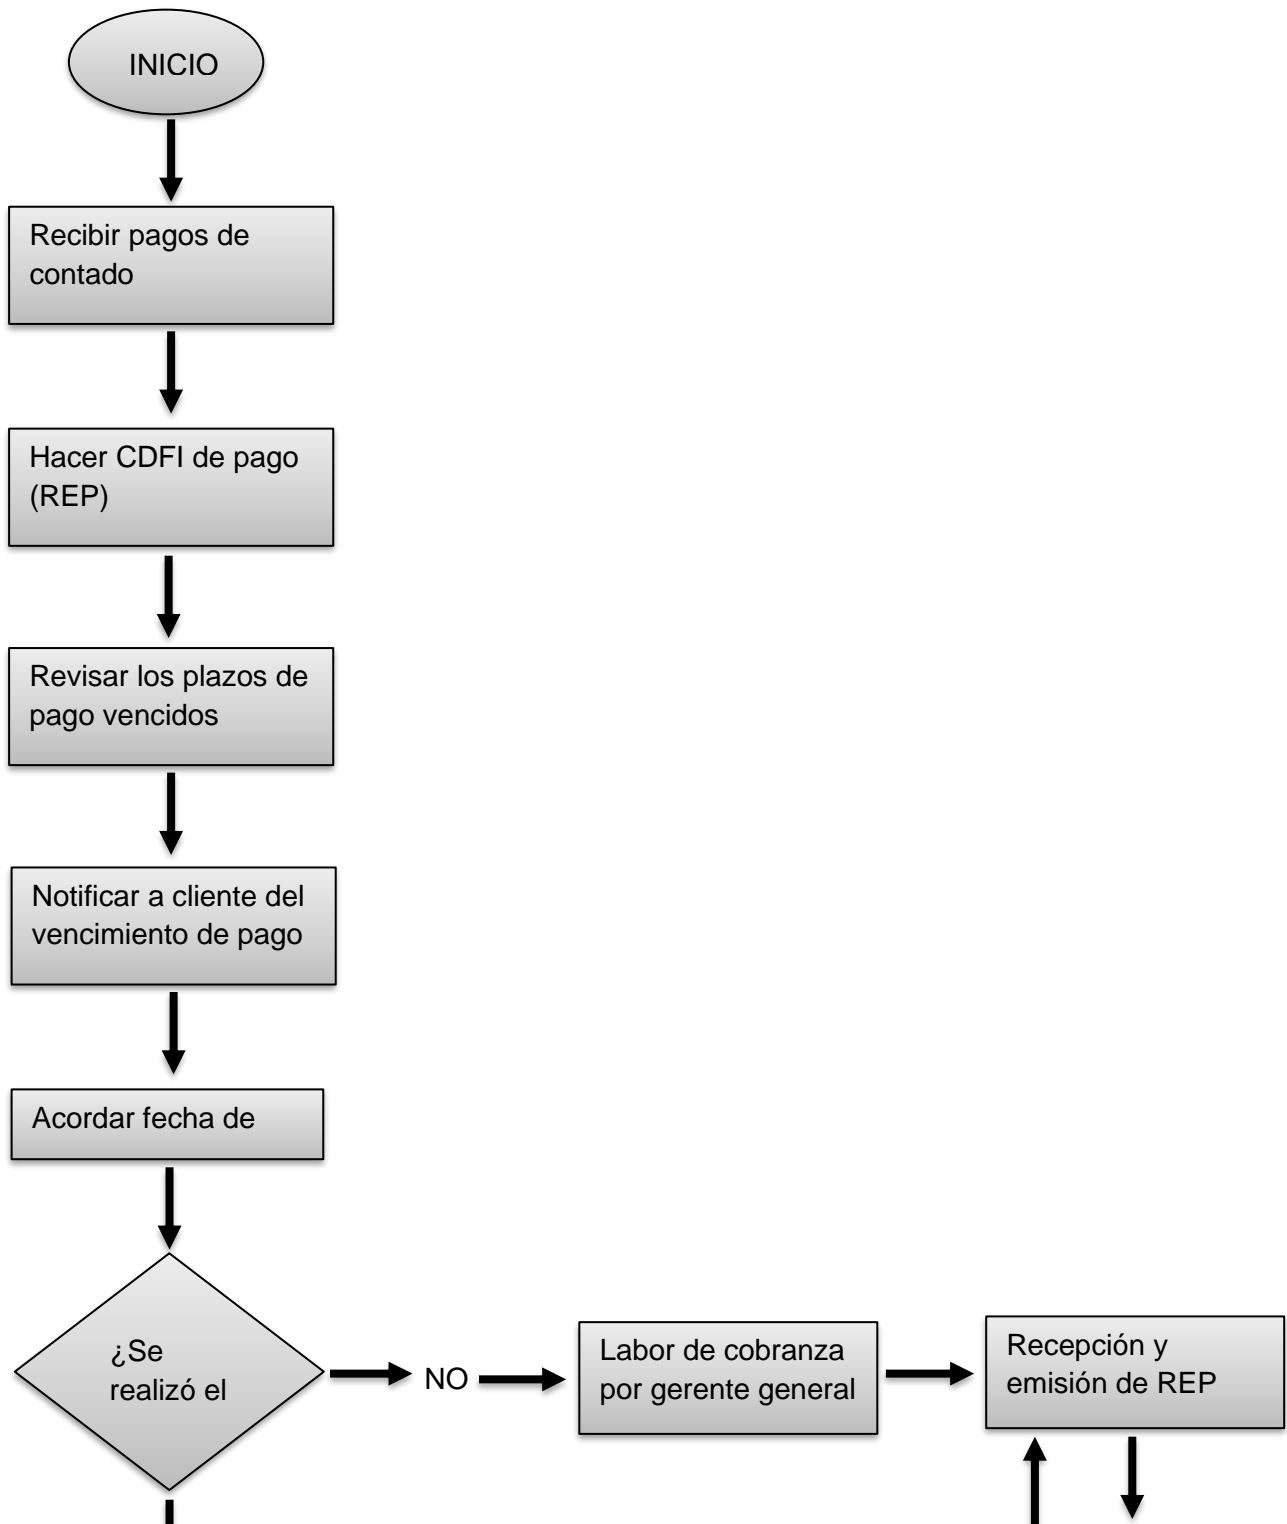 INICIO
Recibir pagos de
contado
Hacer CDFI de pago
(REP)
Revisar los plazos de
pago vencidos
Notificar a cliente del
vencimiento de pago
Acordar fecha de
¿Se
realizó el
NO
Labor de cobranza
por gerente general
Recepción y
emisión de REP